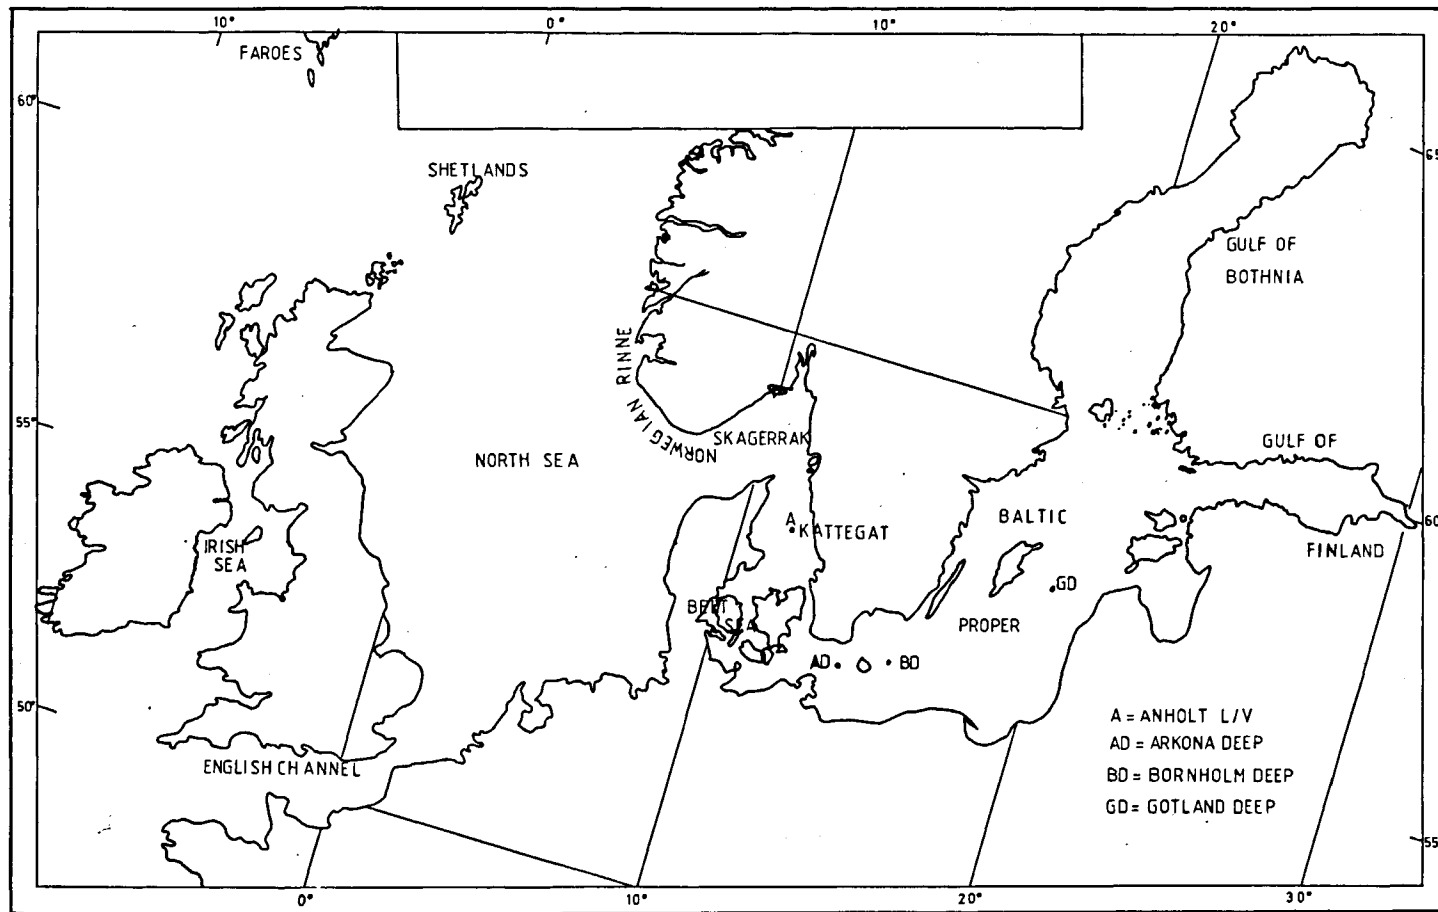 10°
0°
10°
20°
FAROES
60°
65
SHETLANDS
GULF OF
BOTHNIA
NORWEGIAN RINNE
55°
SKAGERRAK
GULF OF
NORTH SEA
A
KATTEGAT
BALTIC
60
FINLAND
IRISH
SEA
GD
BELT
SEA
PROPER
AD
BD
50°
A = ANHOLT L/V
AD = ARKONA DEEP
BD = BORNHOLM DEEP
GD = GOTLAND DEEP
ENGLISH CHANNEL
55
0°
10°
20°
30°